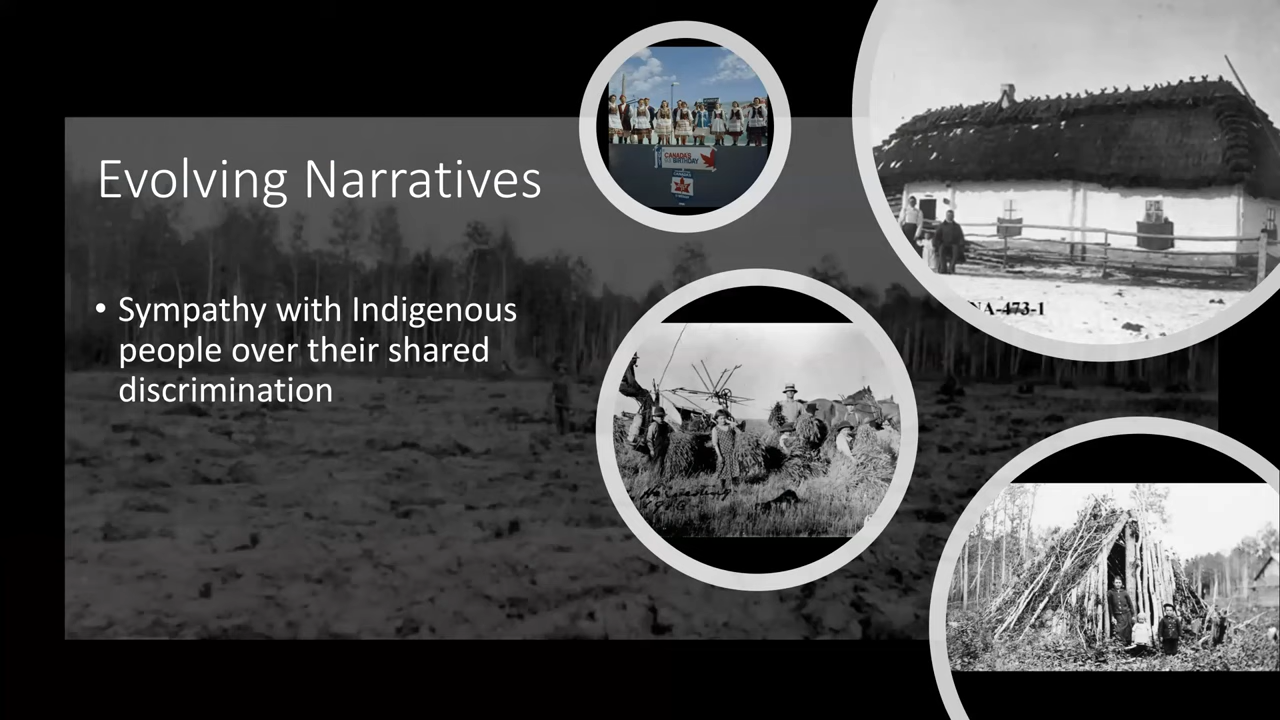 Evolving Narratives
• Sympathy with Indigenous
people over their shared
discrimination
CANADA'S
BIRTHDAY
NA-473-1